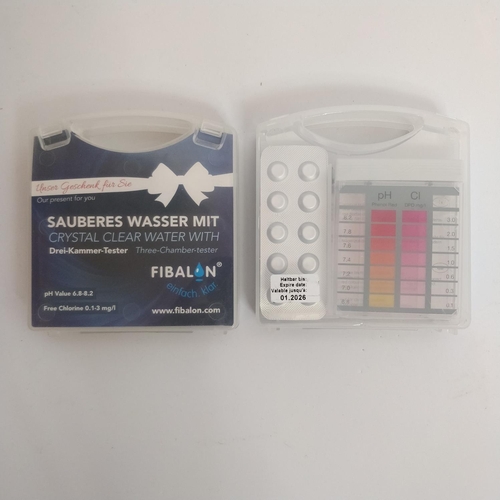 Unser Geschenk für Sie
Our present for you
SAUBERES WASSER MIT
CRYSTAL CLEAR WATER WITH
Drei-Kammer-Tester Three-Chamber-tester
FIBALON®
einfach. klar.
pH Value 6.8-8.2
Free Chlorine 0.1-3 mg/l
www.fibalon.com
pH Cl
Haltbar bis
Expire date
Valable jusqu'à:
01.2026